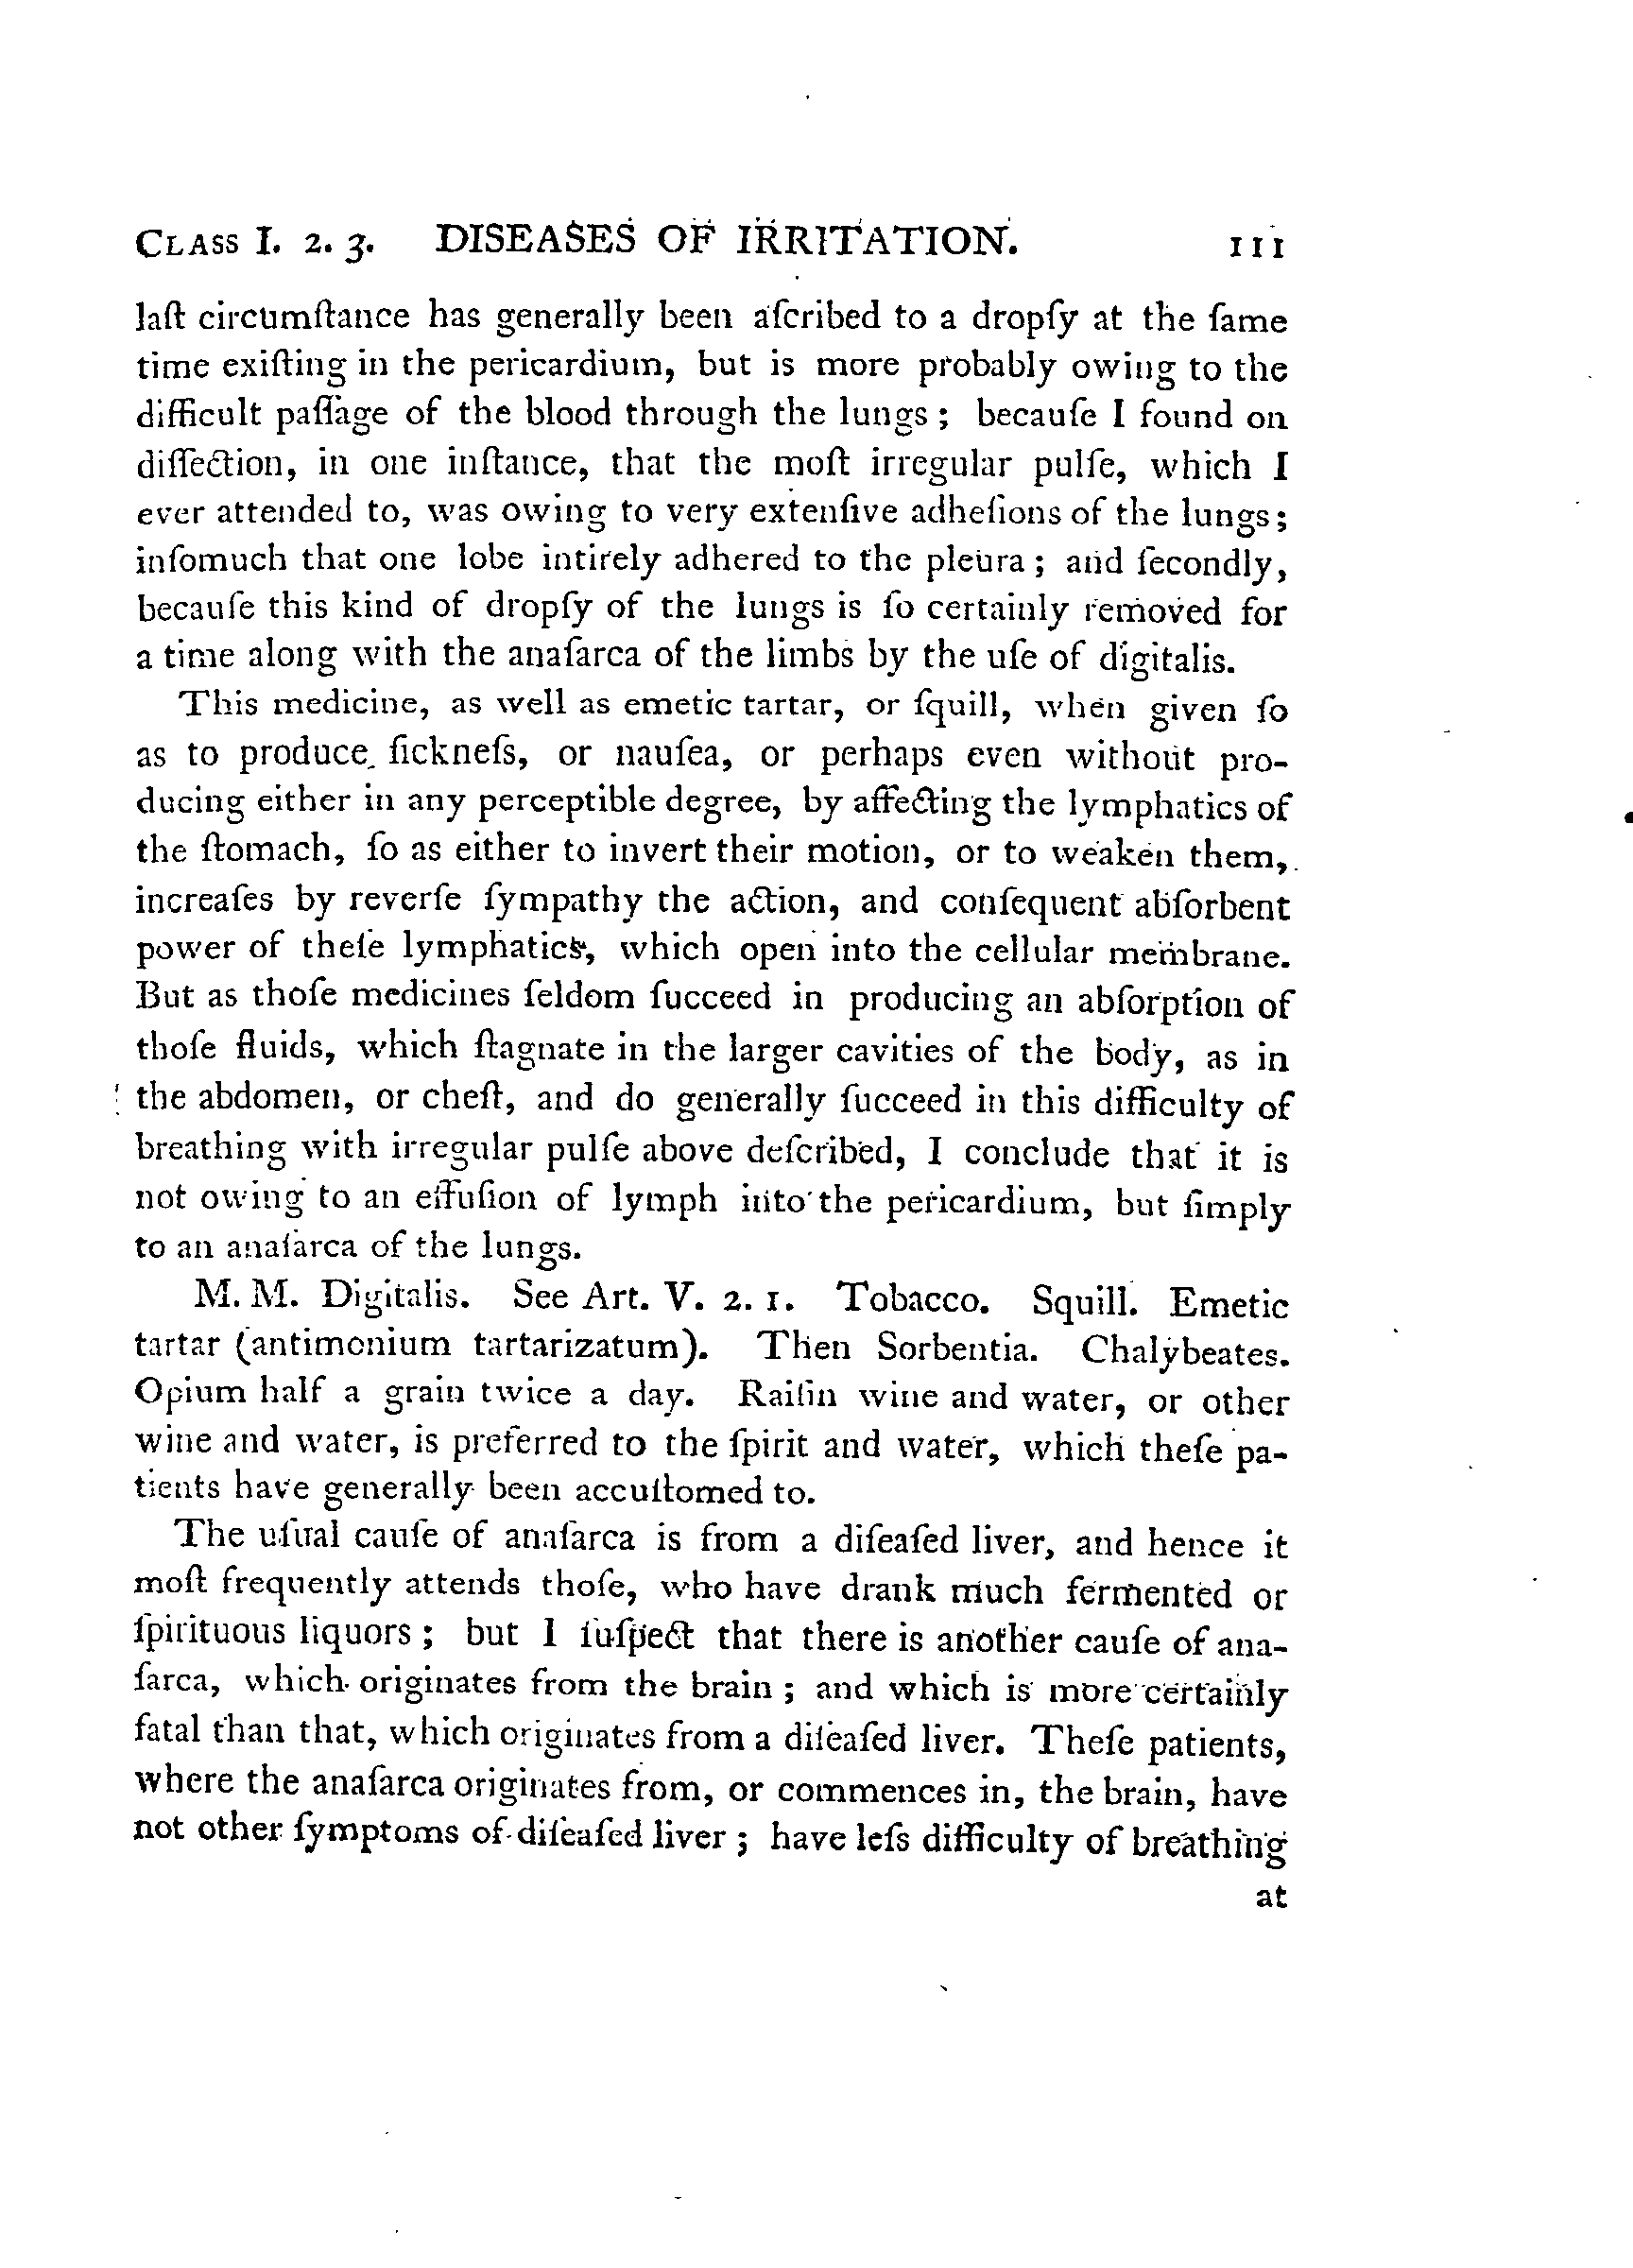 CLASS I. 2. 3. DISEASES OF IRRITATION. 111
laſt circumſtance has generally been aſcribed to a dropſy at the ſame
time exiſting in the pericardium, but is more probably owing to the
difficult paſſage of the blood through the lungs ; becauſe I found on
diſſection, in one inſtance, that the moſt irregular pulſe, which I
ever attended to, was owing to very extenſive adheſions of the lungs;
inſomuch that one lobe intirely adhered to the pleura ; and ſecondly,
becauſe this kind of dropſy of the lungs is ſo certainly removed for
a time along with the anaſarca of the limbs by the uſe of digitalis.
This medicine, as well as emetic tartar, or ſquill, when given ſo
as to produce ſickneſs, or nauſea, or perhaps even without pro-
ducing either in any perceptible degree, by affecting the lymphatics of
the ſtomach, ſo as either to invert their motion, or to weaken them,
increaſes by reverſe ſympathy the action, and conſequent abſorbent
power of theſe lymphatics, which open into the cellular membrane.
But as thoſe medicines ſeldom ſucceed in producing an abſorption of
thoſe fluids, which ſtagnate in the larger cavities of the body, as in
the abdomen, or cheſt, and do generally ſucceed in this difficulty of
breathing with irregular pulſe above deſcribed, I conclude that it is
not owing to an effuſion of lymph into the pericardium, but ſimply
to an anaſarca of the lungs.
M. M. Digitalis. See Art. V. 2. 1. Tobacco. Squill. Emetic
tartar (antimonium tartarizatum). Then Sorbentia. Chalybeates.
Opium half a grain twice a day. Raiſin wine and water, or other
wine and water, is preferred to the ſpirit and water, which theſe pa-
tients have generally been accuſtomed to.
The uſual cauſe of anaſarca is from a diſeaſed liver, and hence it
moſt frequently attends thoſe, who have drank much fermented or
ſpirituous liquors ; but I ſuſpect that there is another cauſe of ana-
ſarca, which originates from the brain ; and which is more certainly
fatal than that, which originates from a diſeaſed liver. Theſe patients,
where the anaſarca originates from, or commences in, the brain, have
not other ſymptoms of diſeaſed liver ; have leſs difficulty of breathing
at